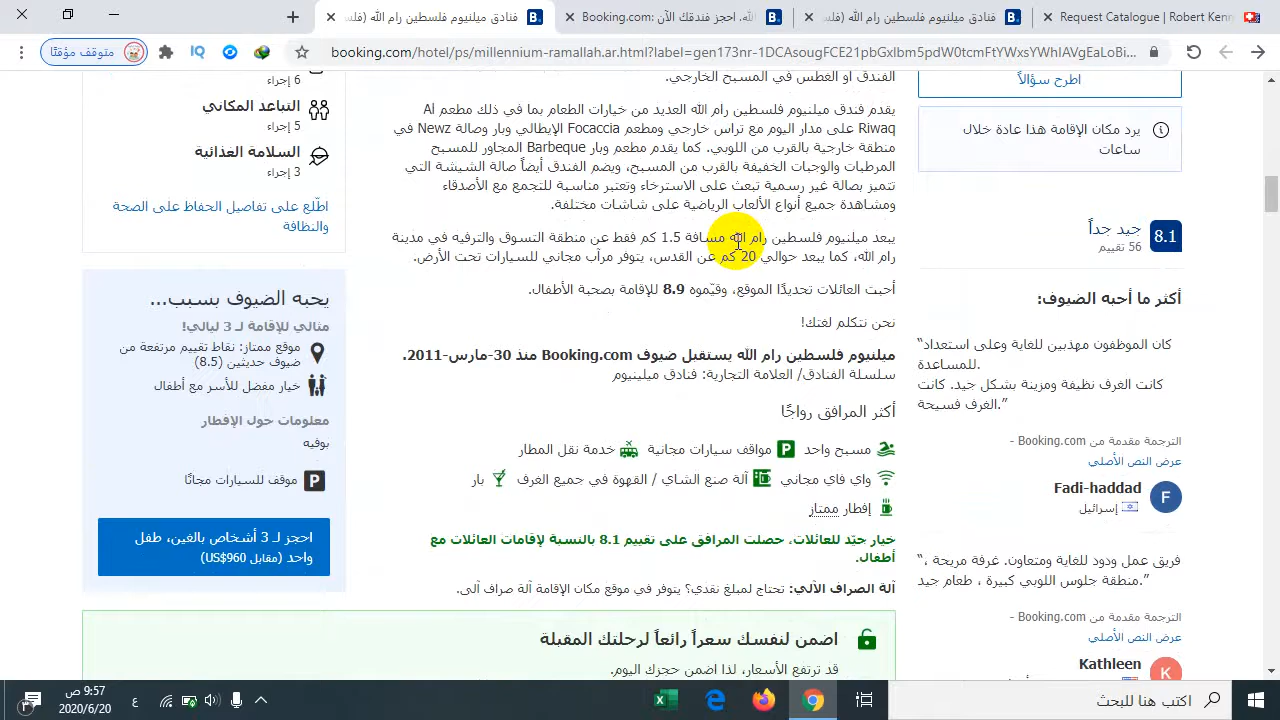 فنادق ميلنيوم فلسطين رام الله (فلس
Booking.com: الله. احجز فندقك الآن.
فنادق ميلنيوم فلسطين رام الله (فلس
Request Catalogue | Robert Kenn
متوقف مؤقتًا
booking.com/hotel/ps/millennium-ramallah.ar.html?label=
الفندق أو الغطس في المسبح الخارجي.
يقدم فندق ميلنيوم فلسطين رام الله العديد من خيارات الطعام بما في ذلك مطعم Al
Riwaq على مدار اليوم مع تراس خارجي ومطعم Focaccia الإيطالي وبار وصالة Newz في
منطقة خارجية بالقرب من اللوبي. كما يقدم مطعم وبار Barbeque المجاور للمسبح
المرطبات والوجبات الخفيفة بالقرب من المسبح، ويضم الفندق أيضاً صالة الشيشة التي
تتميز بصالة غير رسمية تبعث على الاسترخاء وتعتبر مناسبة للتجمع مع الأصدقاء
ومشاهدة جميع أنواع الألعاب الرياضية على شاشات مختلفة.
يبعد ميلنيوم فلسطين رام الله مسافة 1.5 كم فقط عن منطقة التسوق والترفيه في مدينة
رام الله، كما يبعد حوالي 20 كم عن القدس، يتوفر مرآب مجاني للسيارات تحت الأرض.
أحبت العائلات تحديدًا الموقع، وقيّموه 8.9 للإقامة بصحبة الأطفال.
نحن نتكلم لغتك!
ميلنيوم فلسطين رام الله يستقبل ضيوف Booking.com منذ 30-مارس-2011.
سلسلة الفنادق/ العلامة التجارية: فنادق ميلينيوم
أكثر المرافق رواجًا
مسبح واحد
مواقف سيارات مجانية
خدمة نقل المطار
واي فاي مجاني
آلة صنع الشاي / القهوة في جميع الغرف
بار
إفطار ممتاز
خيار جيّد للعائلات، حصلت المرافق على تقييم 8.1 بالنسبة لإقامات العائلات مع
أطفال.
آلة الصراف الآلي: تحتاج لمبلغ نقدي؟ يتوفر في موقع مكان الإقامة آلة صراف آلي.
اضمن لنفسك سعراً رائعاً لرحلتك المقبلة
قد ترتفع الأسعار، لذا اضمن حجزك اليوم.
اطرح سؤالاً
يرد مكان الإقامة هذا عادة خلال
ساعات
8.1
جيد جداً
56 تقييم
أكثر ما أحبه الضيوف:
"كان الموظفون مهذبين للغاية وعلى استعداد
للمساعدة.
كانت الغرف نظيفة ومزينة بشكل جيد. كانت
الغرف فسيحة."
الترجمة مقدمة من Booking.com -
عرض النص الأصلي
F
Fadi-haddad
إسرائيل
"فريق عمل ودود للغاية ومتعاون. غرفة مريحة ،
منطقة جلوس اللوبي كبيرة ، طعام جيد."
الترجمة مقدمة من Booking.com -
عرض النص الأصلي
K
Kathleen
6 إجراء
التباعد المكاني
5 إجراء
السلامة الغذائية
3 إجراء
اطّلع على تفاصيل الحفاظ على الصحة
والنظافة
يحبه الضيوف بسبب...
مثالي للإقامة لـ 3 ليالي!
موقع ممتاز: نقاط تقييم مرتفعة من
ضيوف حديثين (8.5)
خيار مفضل للأسر مع أطفال
معلومات حول الإفطار
بوفيه
P
موقف للسيارات مجانًا
احجز لـ 3 أشخاص بالغين، طفل
واحد (مقابل US$960)
اكتب هنا للبحث
ع
9:57 ص
2020/6/20